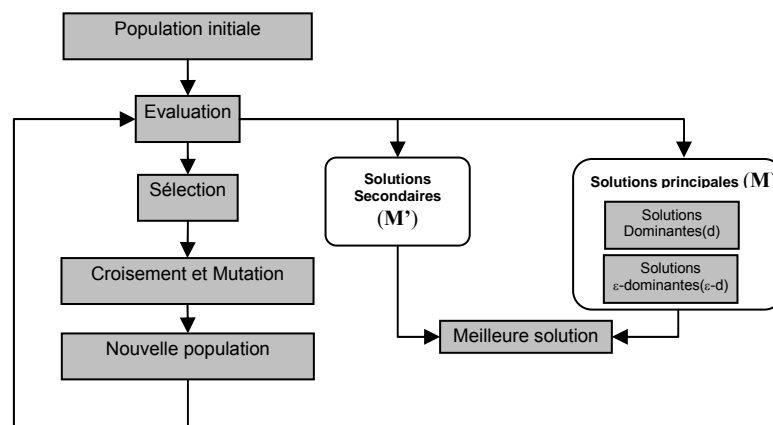 Population initiale
Evaluation
Sélection
Croisement et Mutation
Nouvelle population
Solutions
Secondaires
(M’)
Solutions principales (M)
Solutions
Dominantes(d)
Solutions
ε-dominantes(ε-d)
Meilleure solution